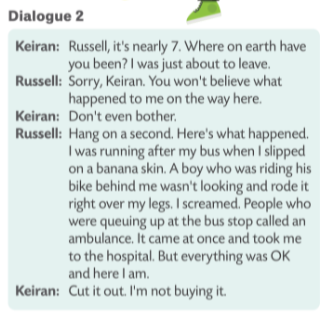 Dialogue 2
Keiran: Russell, it's nearly 7. Where on earth have
you been? I was just about to leave.
Russell: Sorry, Keiran. You won't believe what
happened to me on the way here.
Keiran: Don't even bother.
Russell: Hang on a second. Here's what happened.
I was running after my bus when I slipped
on a banana skin. A boy who was riding his
bike behind me wasn't looking and rode it
right over my legs. I screamed. People who
were queuing up at the bus stop called an
ambulance. It came at once and took me
to the hospital. But everything was OK
and here I am.
Keiran: Cut it out. I'm not buying it.